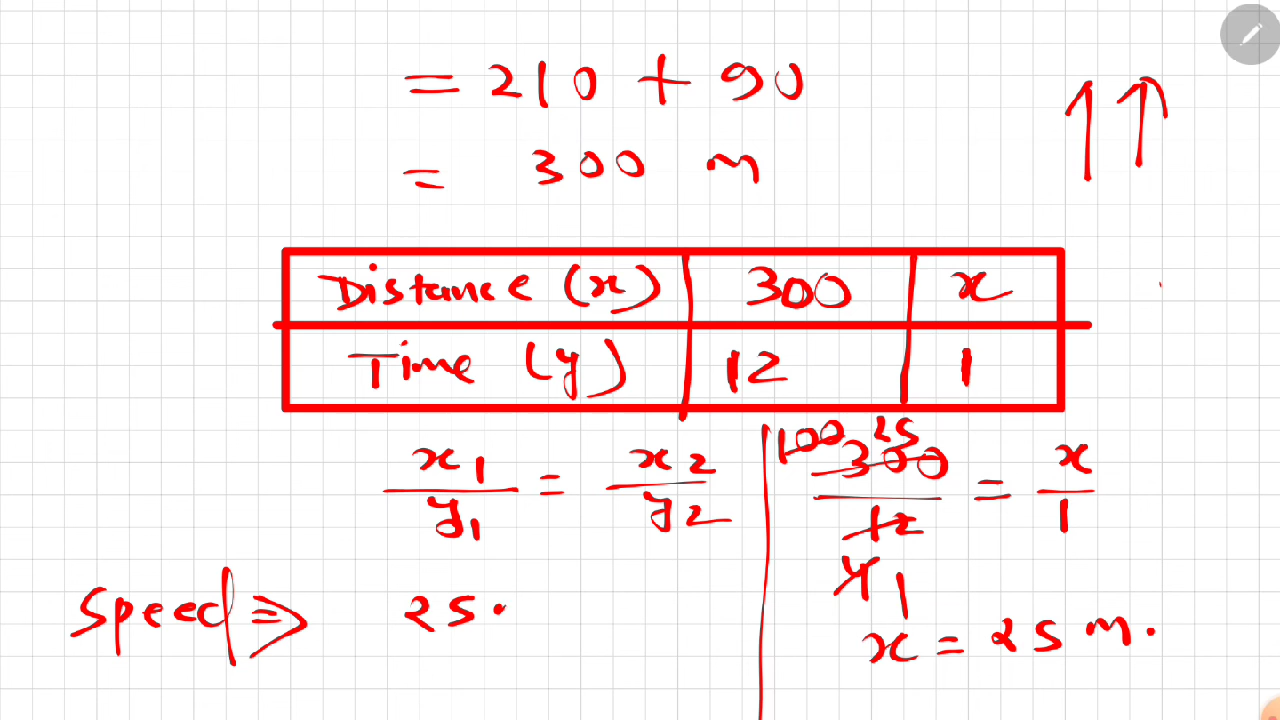 = 210 + 90
= 300 m
Distance (x) 300 x
Time (y) 12 1
x1/y1 = x2/y2
100 25
300/12 = x/1
4 1
x = 25 m.
Speed ⇒ 25.